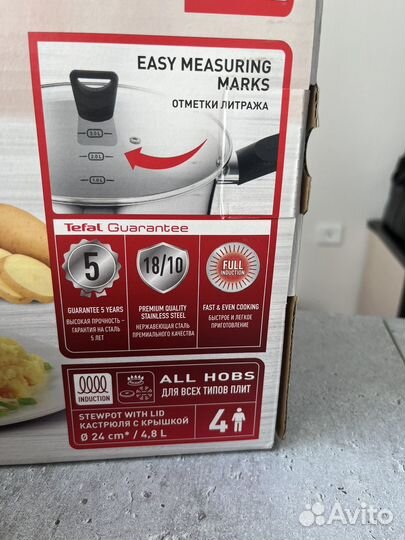 EASY MEASURING
MARKS
ОТМЕТКИ ЛИТРАЖА
3.0 L
2.0 L
1.0 L
Tefal Guarantee
5
18/10
FULL
INDUCTION
GUARANTEE 5 YEARS
ВЫСОКАЯ ПРОЧНОСТЬ –
ГАРАНТИЯ НА СТАЛЬ
5 ЛЕТ
PREMIUM QUALITY
STAINLESS STEEL
НЕРЖАВЕЮЩАЯ СТАЛЬ
ПРЕМИАЛЬНОГО КАЧЕСТВА
FAST & EVEN COOKING
БЫСТРОЕ И ЛЕГКОЕ
ПРИГОТОВЛЕНИЕ
INDUCTION
ALL HOBS
ДЛЯ ВСЕХ ТИПОВ ПЛИТ
STEWPOT WITH LID
КАСТРЮЛЯ С КРЫШКОЙ
Ø 24 cm* / 4,8 L
4
Avito